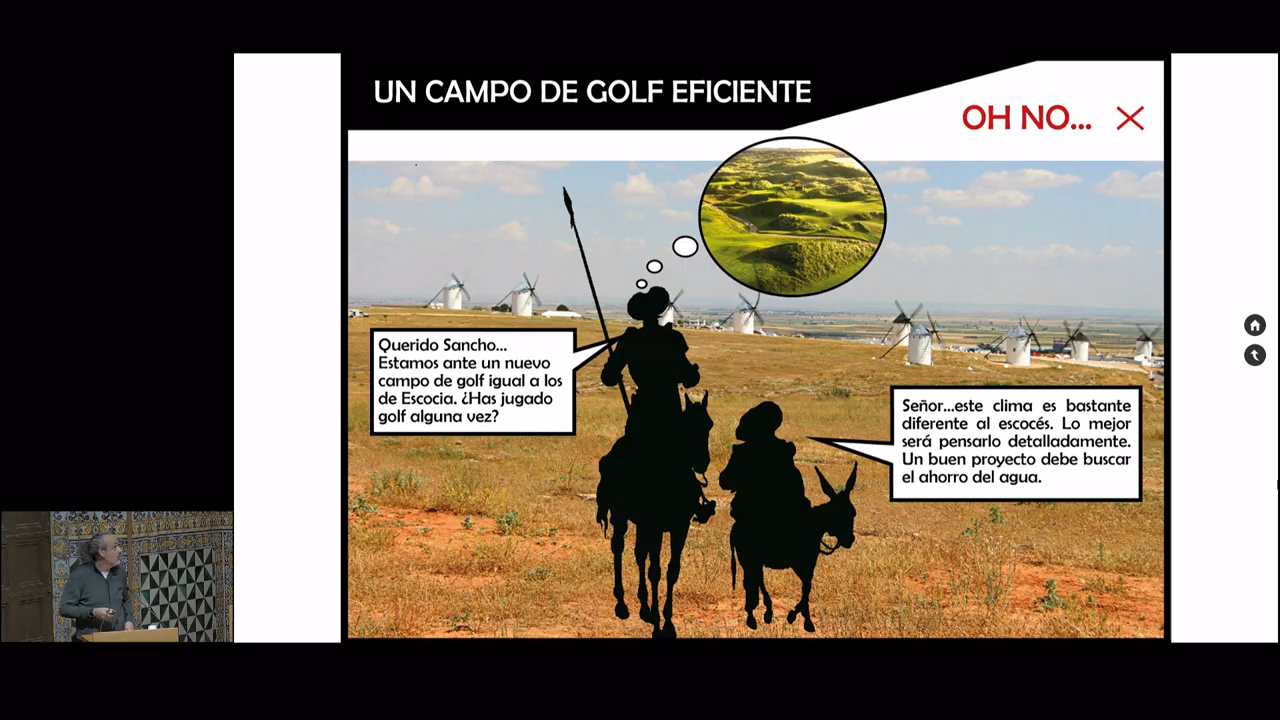 UN CAMPO DE GOLF EFICIENTE
OH NO...
Querido Sancho...
Estamos ante un nuevo
campo de golf igual a los
de Escocia. ¿Has jugado
golf alguna vez?
Señor...este clima es bastante
diferente al escocés. Lo mejor
será pensarlo detalladamente.
Un buen proyecto debe buscar
el ahorro del agua.